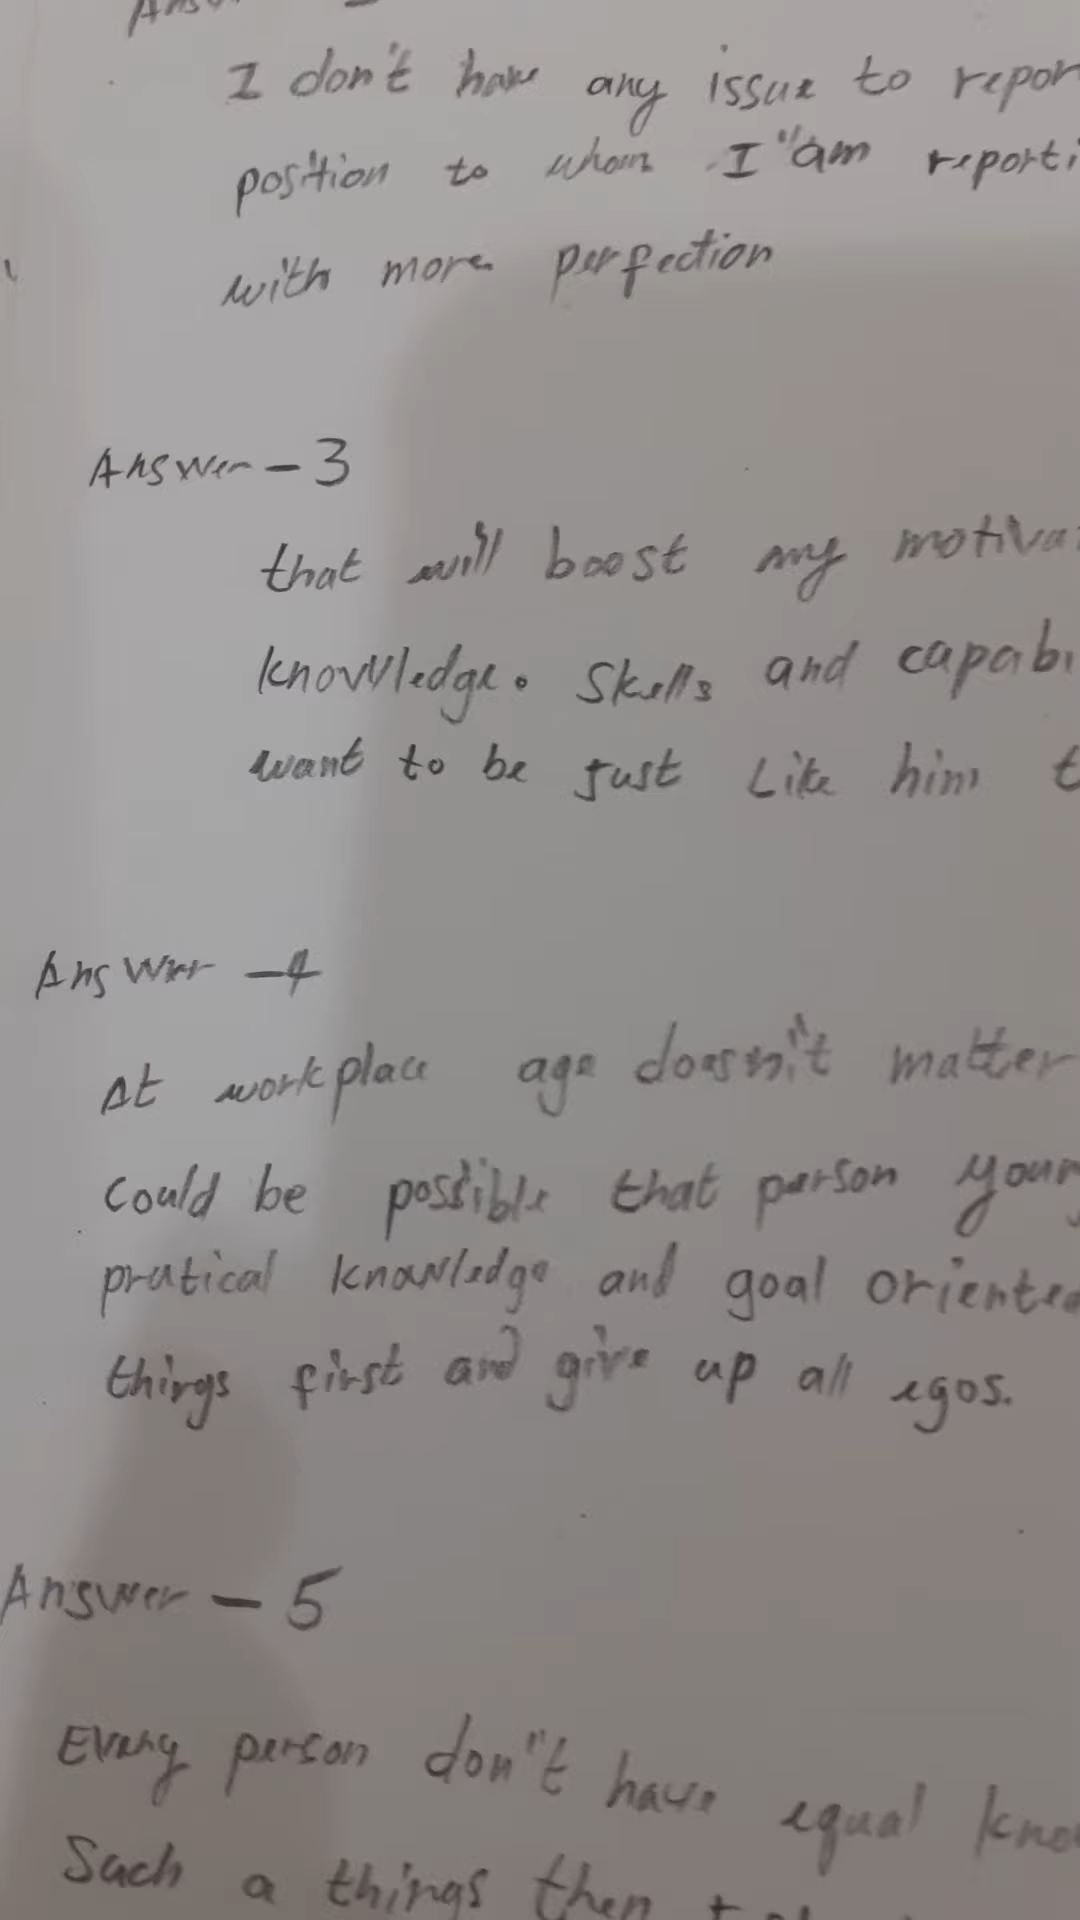 I don't have any issue to repor
position to whom I "am reporti
with more perfection
Answer - 3
that will boost my motiva
knowledge. Skills and capabi
want to be just Like him t
Answer - 4
At workplace age doesn't matter
Could be possible that person youn
pratical knowledge and goal oriented
things first and give up all egos.
Answer - 5
Every person don"t have equal kno
Such a things then